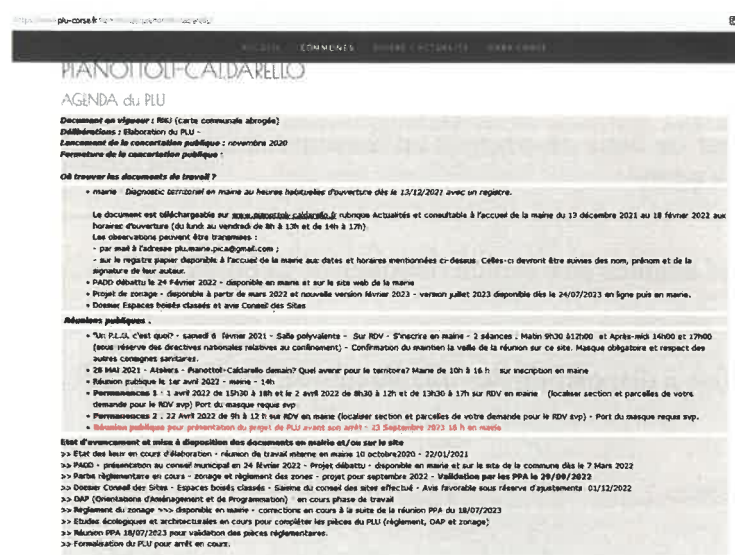 plu-corse.fr
COMMUNES
PIANOTTOLI-CALDARELLO
AGENDA du PLU
Document en vigueur : RNU (carte communale abrogée)
Délibérations : Elaboration du PLU -
Lancement de la concertation publique : novembre 2020
Fermeture de la concertation publique :
Où trouver les documents de travail ?
• mairie Diagnostic territorial en mairie au heures habituelles d'ouverture dès le 13/12/2021 avec un registre.
Le document est téléchargeable sur www.pianottoli-caldarello.fr rubrique Actualités et consultable à l'accueil de la mairie du 13 décembre 2021 au 18 février 2022 aux
horaires d'ouverture (du lundi au vendredi de 8h à 13h et de 14h à 17h)
Les observations peuvent être transmises :
- par mail à l'adresse plu.mairie.pica@gmail.com ;
- sur le registre papier disponible à l'accueil de la mairie aux dates et horaires mentionnées ci-dessus. Celles-ci devront être suivies des nom, prénom et de la
signature de leur auteur.
• PADD débattu le 24 Février 2022 - disponible en mairie et sur le site web de la mairie
• Projet de zonage - disponible à partir de mars 2022 et nouvelle version février 2023 - version juillet 2023 disponible dès le 24/07/2023 en ligne puis en mairie.
• Dossier Espaces boisés classés et avis Conseil des Sites
Réunions publiques .
• "Un P.L.U, c'est quoi? - samedi 6 février 2021 - Salle polyvalente - Sur RDV - S'inscrire en mairie - 2 séances . Matin 9h30 à12h00 et Après-midi 14h00 et 17h00
(sous réserve des directives nationales relatives au confinement) - Confirmation du maintien la veille de la réunion sur ce site. Masque obligatoire et respect des
autres consignes sanitaires.
• 28 MAI 2021 - Ateliers - Pianottoli-Caldarello demain? Quel avenir pour le territoire? Mairie de 10h à 16 h sur inscription en mairie
• Réunion publique le 1er avril 2022 - mairie - 14h
• Permanences 1 - 1 avril 2022 de 15h30 à 18h et le 2 avril 2022 de 8h30 à 12h et de 13h30 à 17h sur RDV en mairie (localiser section et parcelles de votre
demande pour le RDV svp) Port du masque requis svp
• Permanences 2 . 22 Avril 2022 de 9h à 12 h sur RDV en mairie (localiser section et parcelles de votre demande pour le RDV svp) - Port du masque requis svp.
• Réunion publique pour présentation du projet de PLU avant son arrêt - 23 Septembre 2023 18 h en mairie
Etat d'avancement et mise à disposition des documents en mairie et/ou sur le site
>> Etat des lieux en cours d'élaboration - réunion de travail interne en mairie 10 octobre2020 - 22/01/2021
>> PADD - présentation au conseil municipal en 24 février 2022 - Projet débattu - disponible en mairie et sur le site de la commune dès le 7 Mars 2022
>> Partie règlementaire en cours - zonage et règlement des zones - projet pour septembre 2022 - Validation par les PPA le 29/09/2022
>> Dossier Conseil des Sites - Espaces boisés classés - Saisine du conseil des sites effectué - Avis favorable sous réserve d'ajustements 01/12/2022
>> OAP (Orientations d'Aménagement et de Programmation) en cours phase de travail
>> Règlement du zonage >>> disponible en mairie - corrections en cours à la suite de la réunion PPA du 18/07/2023
>> Etudes écologiques et architecturales en cours pour compléter les pièces du PLU (règlement, OAP et zonage)
>> Réunion PPA 18/07/2023 pour validation des pièces réglementaires.
>> Formalisation du PLU pour arrêt en cours.